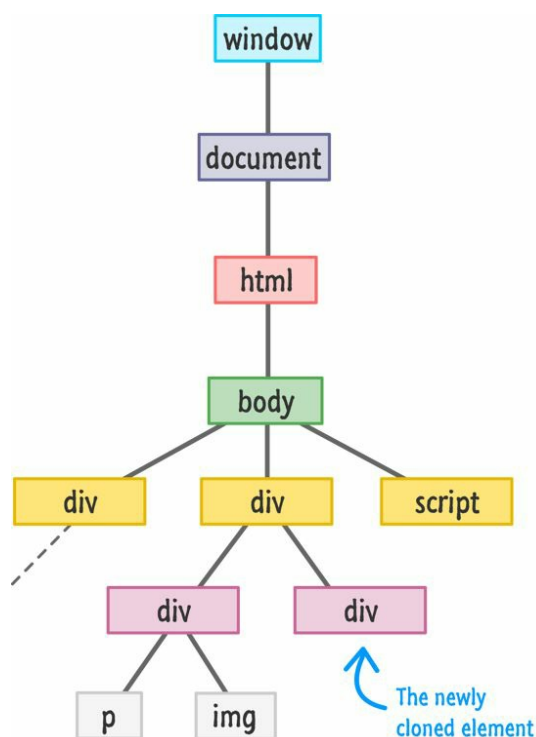 window
document
html
body
div div script
div div
p img
The newly
cloned element